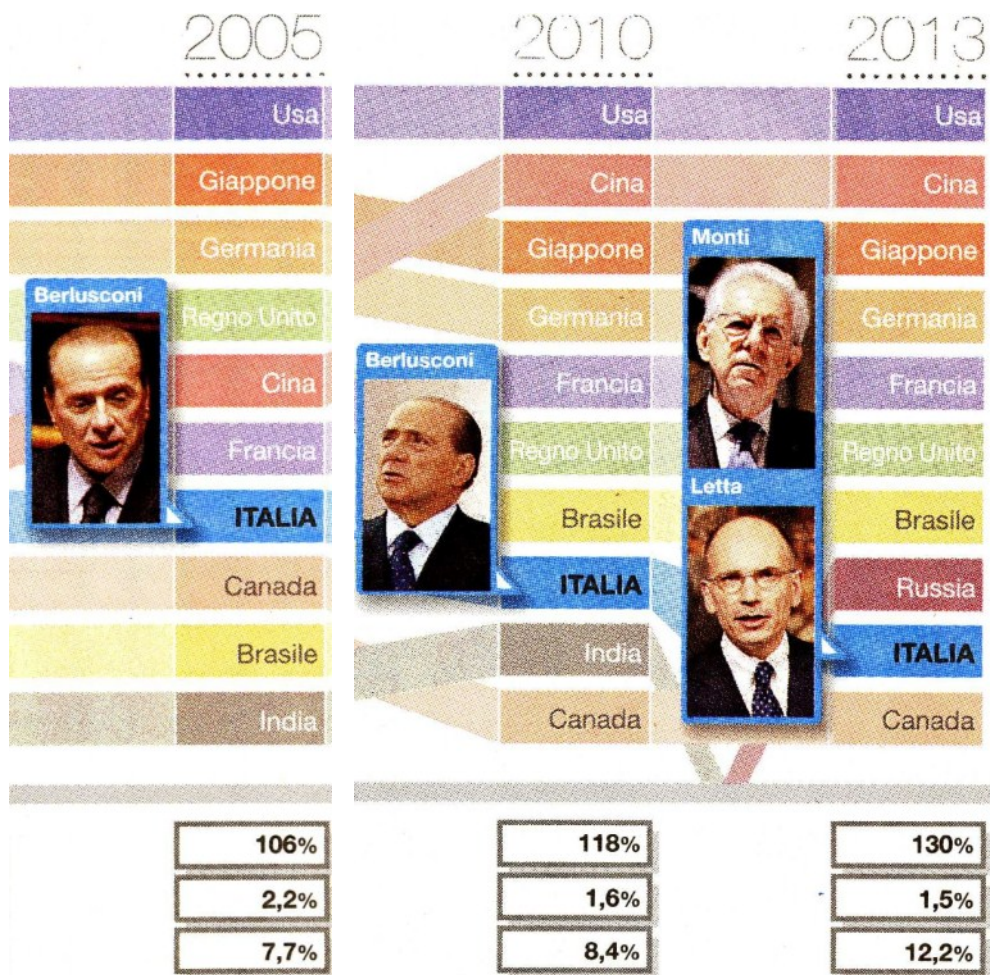 2005
2010
2013
Usa
Usa
Usa
Giappone
Cina
Cina
Germania
Giappone
Monti
Giappone
Berlusconi
Regno Unito
Germania
Germania
Cina
Berlusconi
Francia
Francia
Francia
Regno Unito
Regno Unito
ITALIA
Brasile
Letta
Brasile
Canada
ITALIA
Russia
Brasile
India
ITALIA
India
Canada
Canada
106%
118%
130%
2,2%
1,6%
1,5%
7,7%
8,4%
12,2%